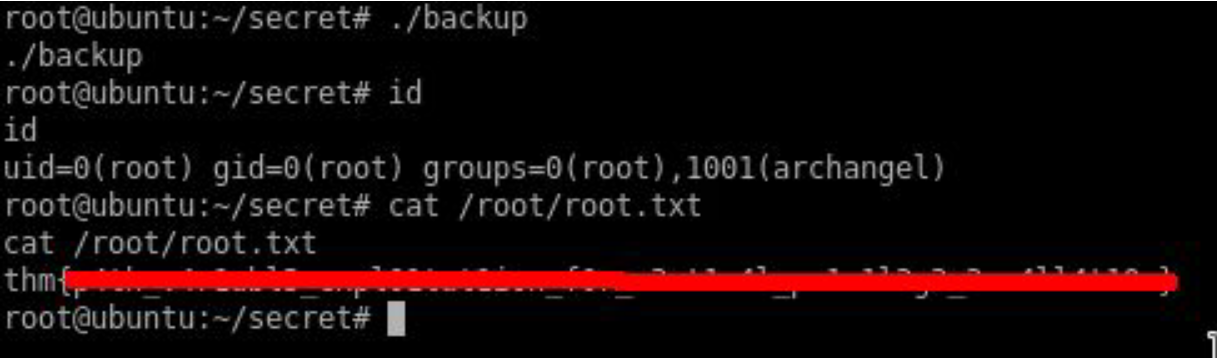 root@ubuntu:~/secret# ./backup
./backup
root@ubuntu:~/secret# id
id
uid=0(root) gid=0(root) groups=0(root),1001(archangel)
root@ubuntu:~/secret# cat /root/root.txt
cat /root/root.txt
thm{
root@ubuntu:~/secret#